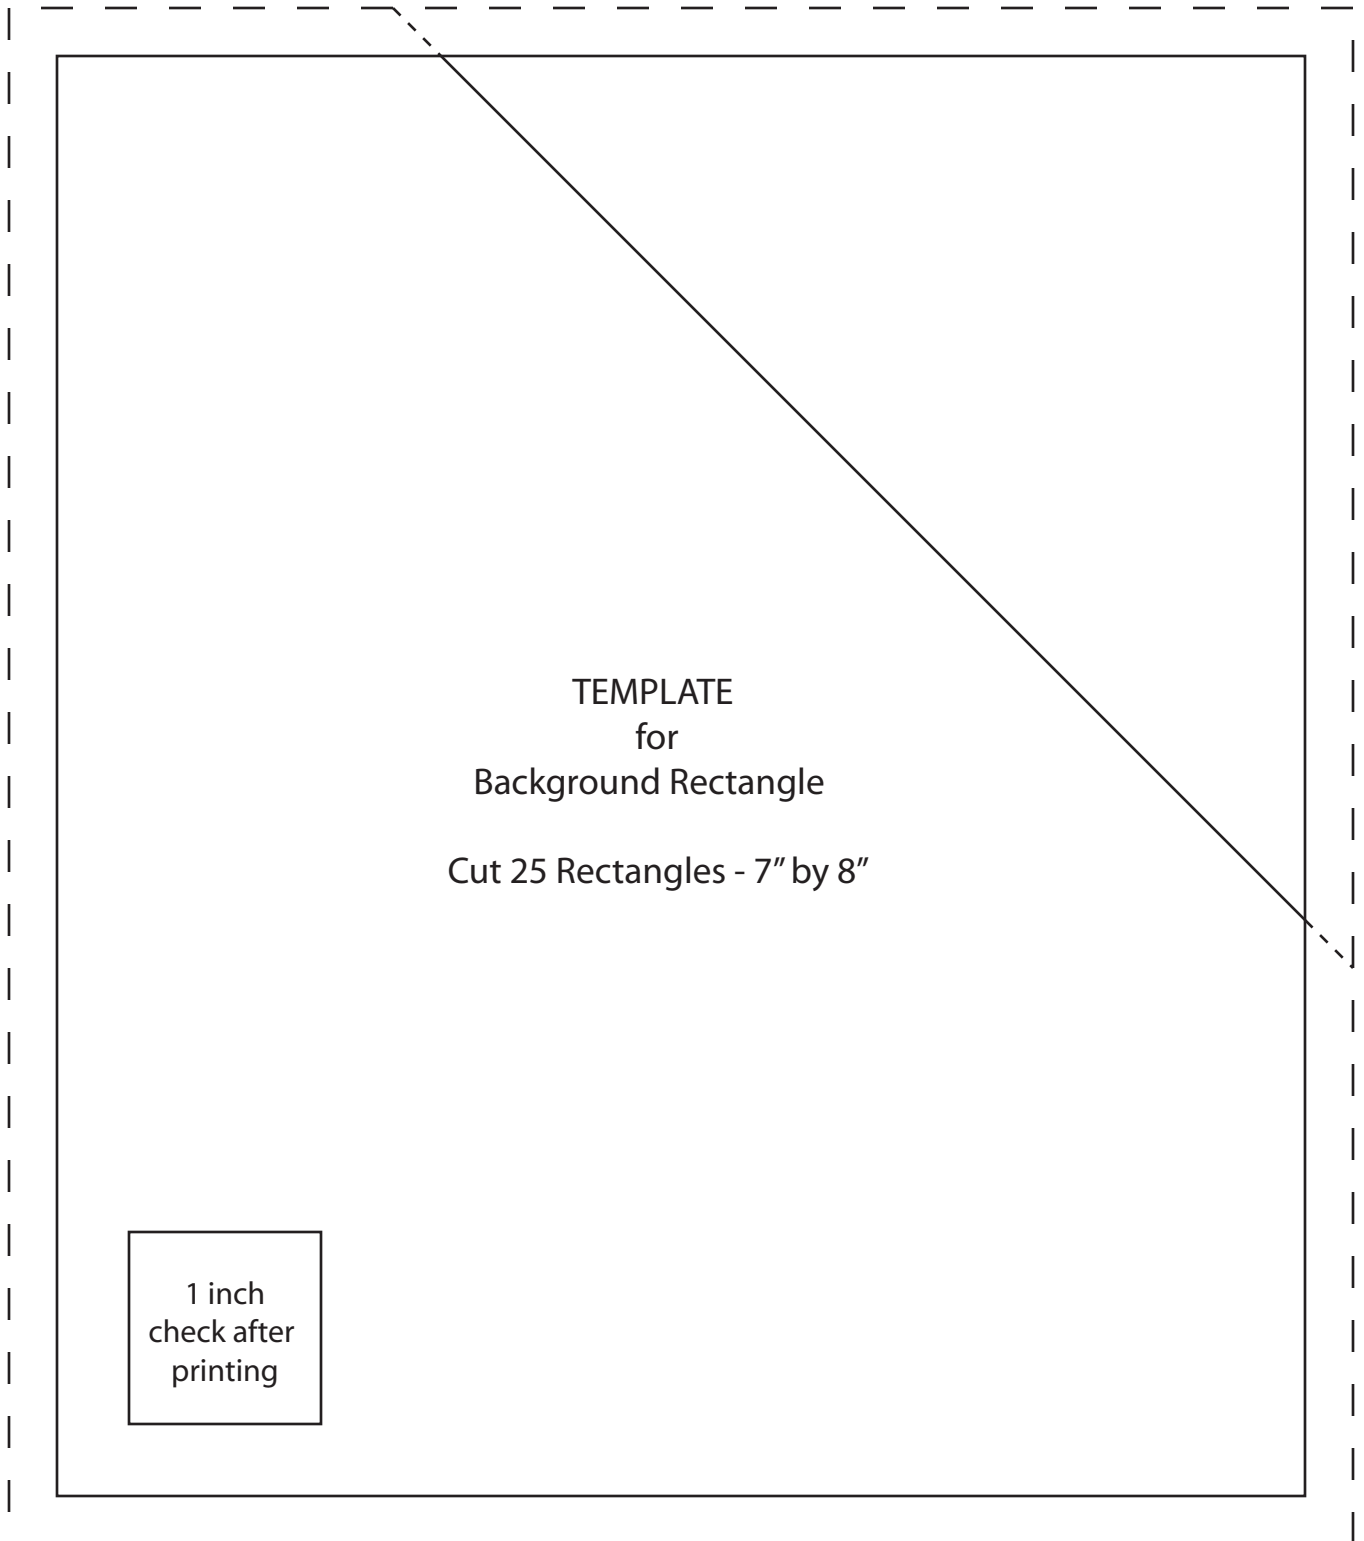 TEMPLATE
for
Background Rectangle
Cut 25 Rectangles - 7” by 8”
1 inch
check after
printing